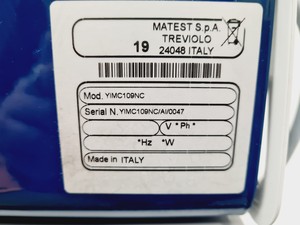 MATEST S.p.A.
TREVIOLO
19 24048 ITALY
Mod. YIMC109NC
Serial N. YIMC109NC/AI/0047
V * Ph *
*Hz *W
Made in ITALY